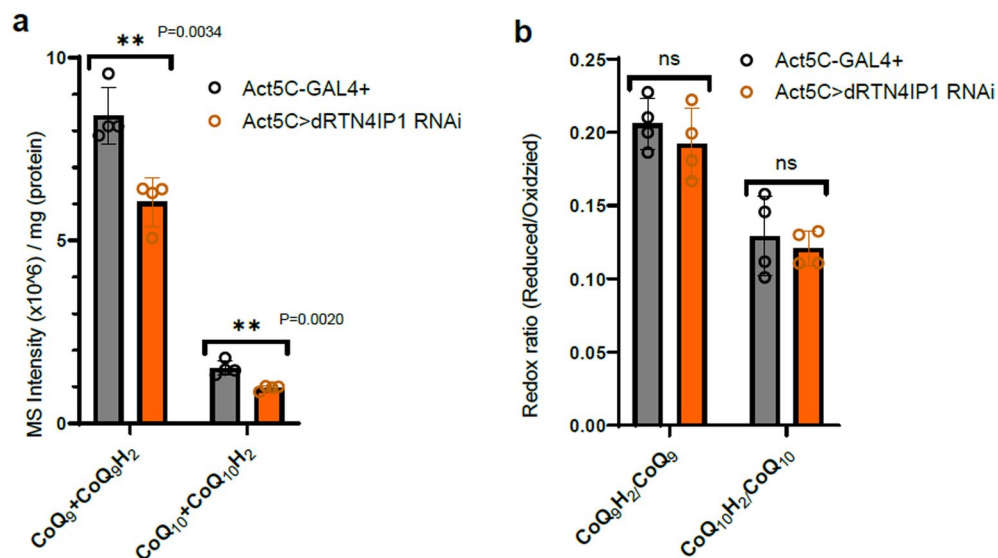 a
** P=0.0034
10
5
0
MS Intensity (x10^6) / mg (protein)
Act5C-GAL4+
Act5C>dRTN4IP1 RNAi
** P=0.0020
CoQ₉+CoQ₉H₂
CoQ₁₀+CoQ₁₀H₂
b
ns
0.25
0.20
0.15
0.10
0.05
0.00
Redox ratio (Reduced/Oxidzied)
Act5C-GAL4+
Act5C>dRTN4IP1 RNAi
ns
CoQ₉H₂/CoQ₉
CoQ₁₀H₂/CoQ₁₀